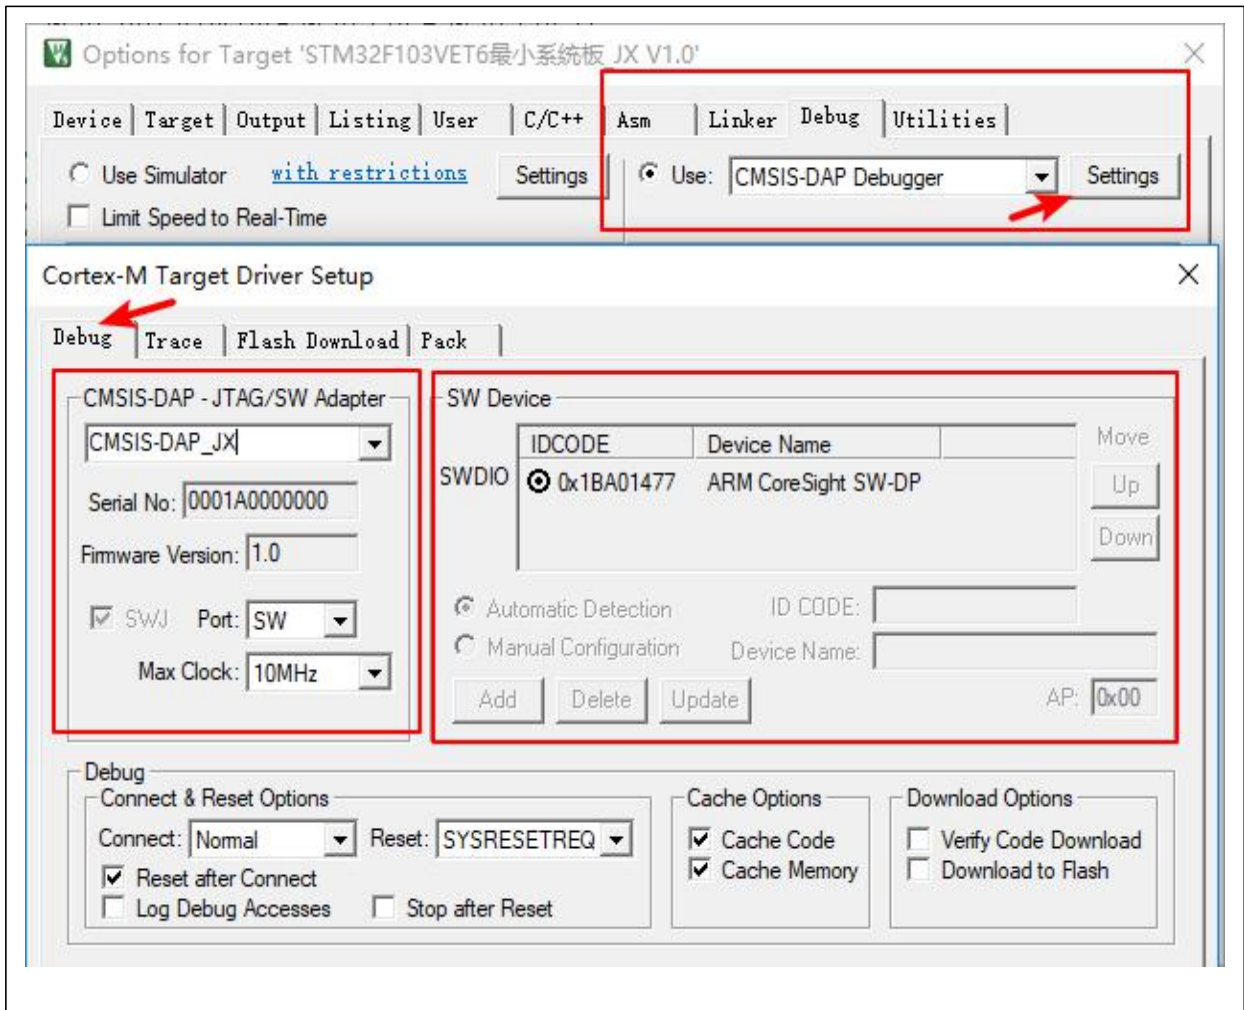 Options for Target 'STM32F103VET6最小系统板_JX V1.0'
Device Target Output Listing User C/C++ Asm Linker Debug Utilities
Use Simulator with restrictions Settings Use: CMSIS-DAP Debugger Settings
Limit Speed to Real-Time
Cortex-M Target Driver Setup
Debug Trace Flash Download Pack
CMSIS-DAP - JTAG/SW Adapter
CMSIS-DAP_JX
Serial No: 0001A0000000
Firmware Version: 1.0
SWJ Port: SW
Max Clock: 10MHz
SW Device
IDCODE Device Name Move
SWDIO 0x1BA01477 ARM CoreSight SW-DP Up
Down
Automatic Detection ID CODE:
Manual Configuration Device Name:
Add Delete Update AP: 0x00
Debug
Connect & Reset Options Cache Options Download Options
Connect: Normal Reset: SYSRESETREQ Cache Code Verify Code Download
Reset after Connect Cache Memory Download to Flash
Log Debug Accesses Stop after Reset